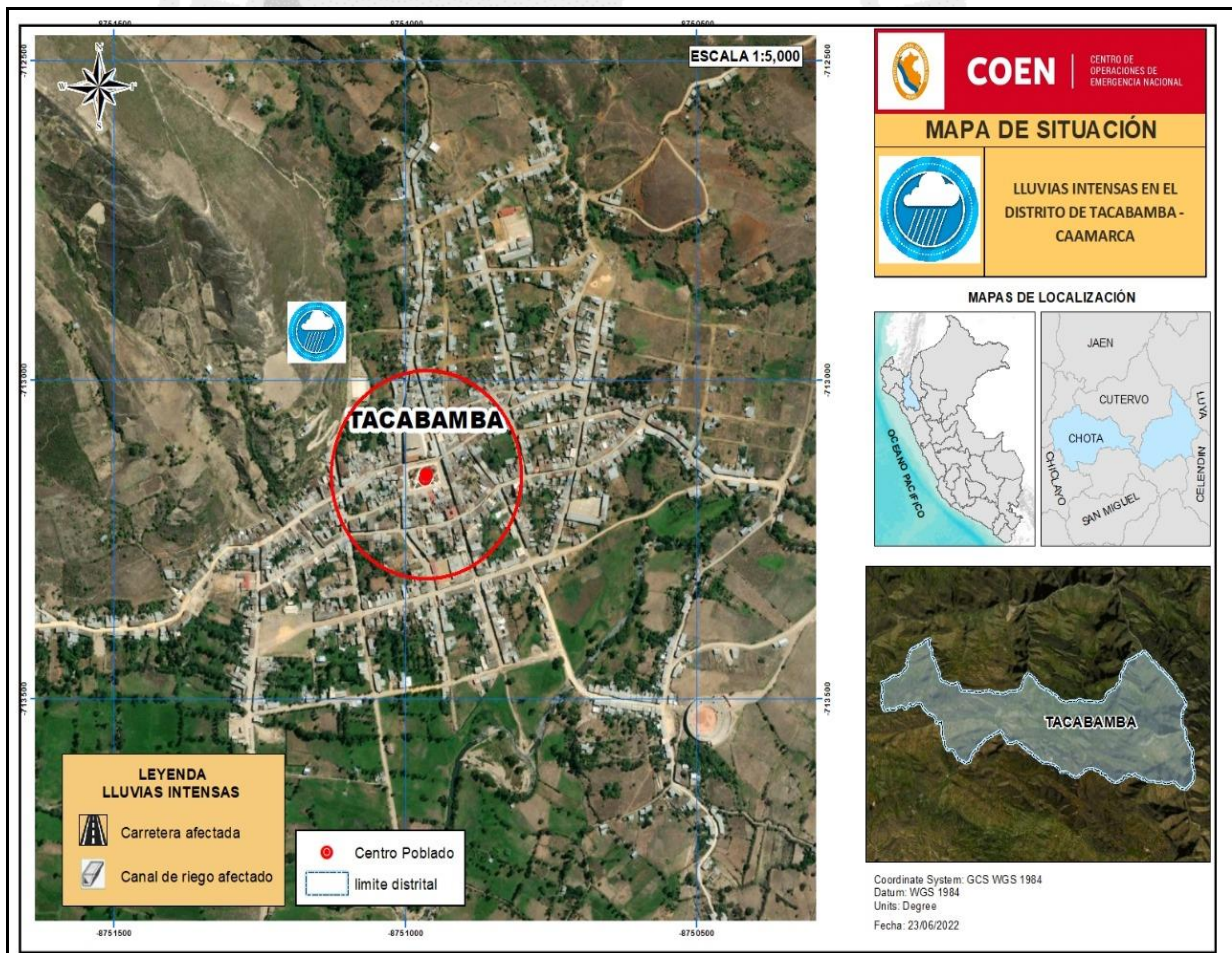 -8751500
-8751000
-8750500
-712500
-712500
ESCALA 1:5,000
N
W
S
TACABAMBA
-713000
-713000
-713500
-713500
LEYENDA
LLUVIAS INTENSAS
Carretera afectada
Canal de riego afectado
Centro Poblado
limite distrital
-8751500
-8751000
-8750500
COEN
CENTRO DE
OPERACIONES DE
EMERGENCIA NACIONAL
MAPA DE SITUACIÓN
LLUVIAS INTENSAS EN EL
DISTRITO DE TACABAMBA -
CAAMARCA
MAPAS DE LOCALIZACIÓN
OCEANO PACIFICO
JAEN
CUTERVO
LUYA
CHOTA
CHICLAYO
CELENDIN
SAN MIGUEL
TACABAMBA
Coordinate System: GCS WGS 1984
Datum: WGS 1984
Units: Degree
Fecha: 23/06/2022